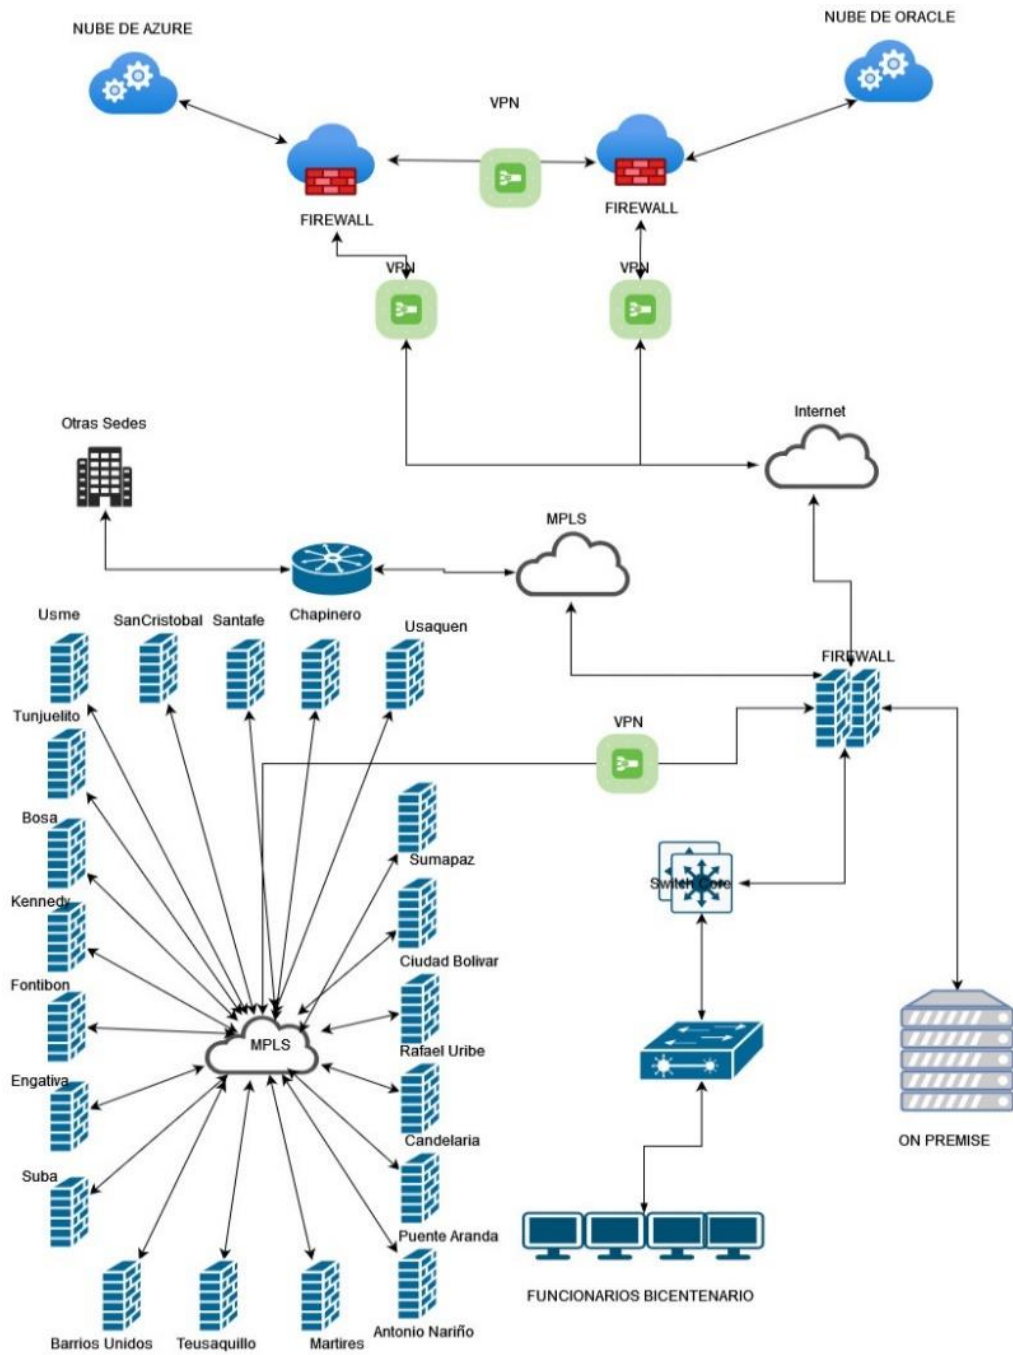 NUBE DE AZURE
NUBE DE ORACLE
VPN
FIREWALL
FIREWALL
VPN
VPN
Internet
Otras Sedes
MPLS
Usme
SanCristobal
Santafe
Chapinero
Usaquen
FIREWALL
Tunjuelito
VPN
Bosa
Sumapaz
Switch Core
Kennedy
Ciudad Bolivar
Fontibon
MPLS
Rafael Uribe
Engativa
Candelaria
ON PREMISE
Suba
Puente Aranda
FUNCIONARIOS BICENTENARIO
Antonio Nariño
Barrios Unidos
Teusaquillo
Martires